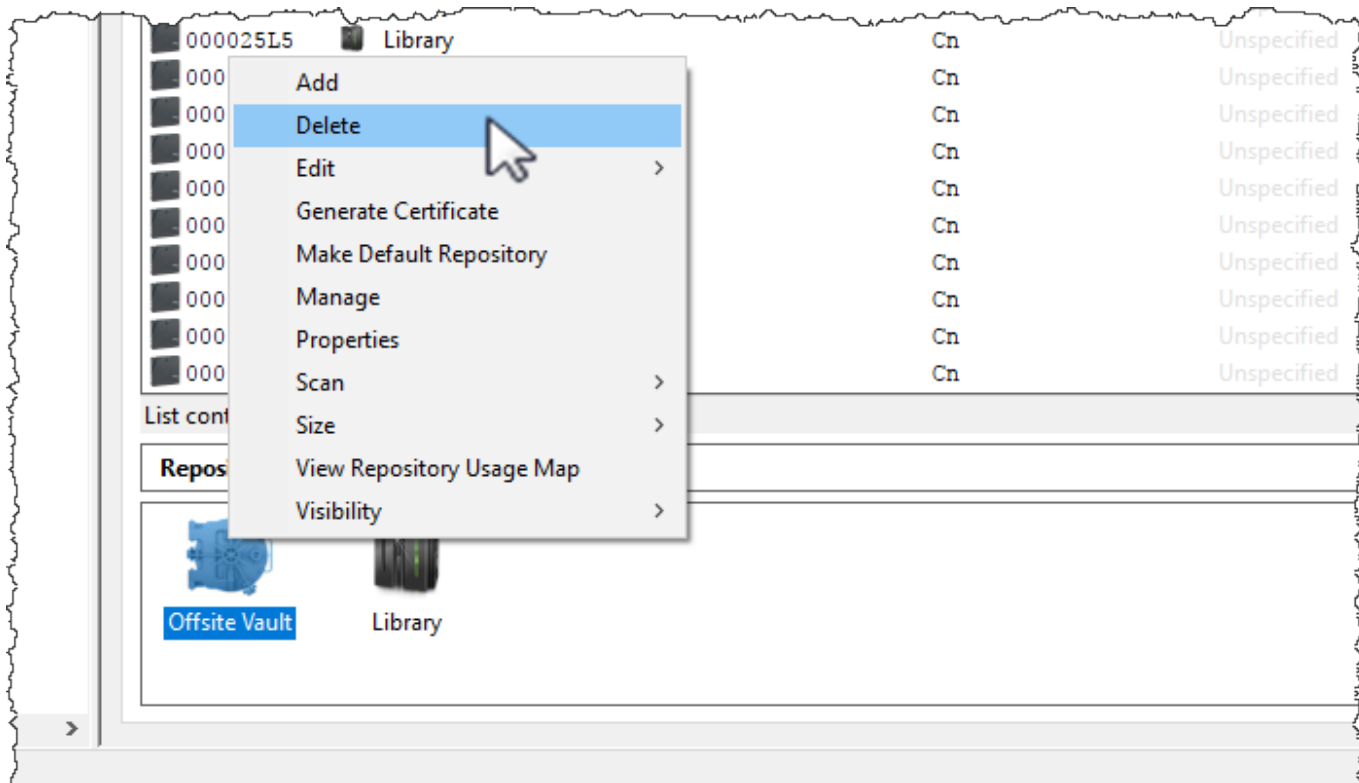 000025L5 Library Cn Unspecified
000 Cn Unspecified
Add
000 Cn Unspecified
Delete
000 Cn Unspecified
Edit >
000 Cn Unspecified
Generate Certificate
000 Cn Unspecified
Make Default Repository
000 Cn Unspecified
Manage
000 Cn Unspecified
Properties
000 Cn Unspecified
Scan >
000 Cn Unspecified
List cont
Size >
Reposi
View Repository Usage Map
Visibility >
Offsite Vault Library
>